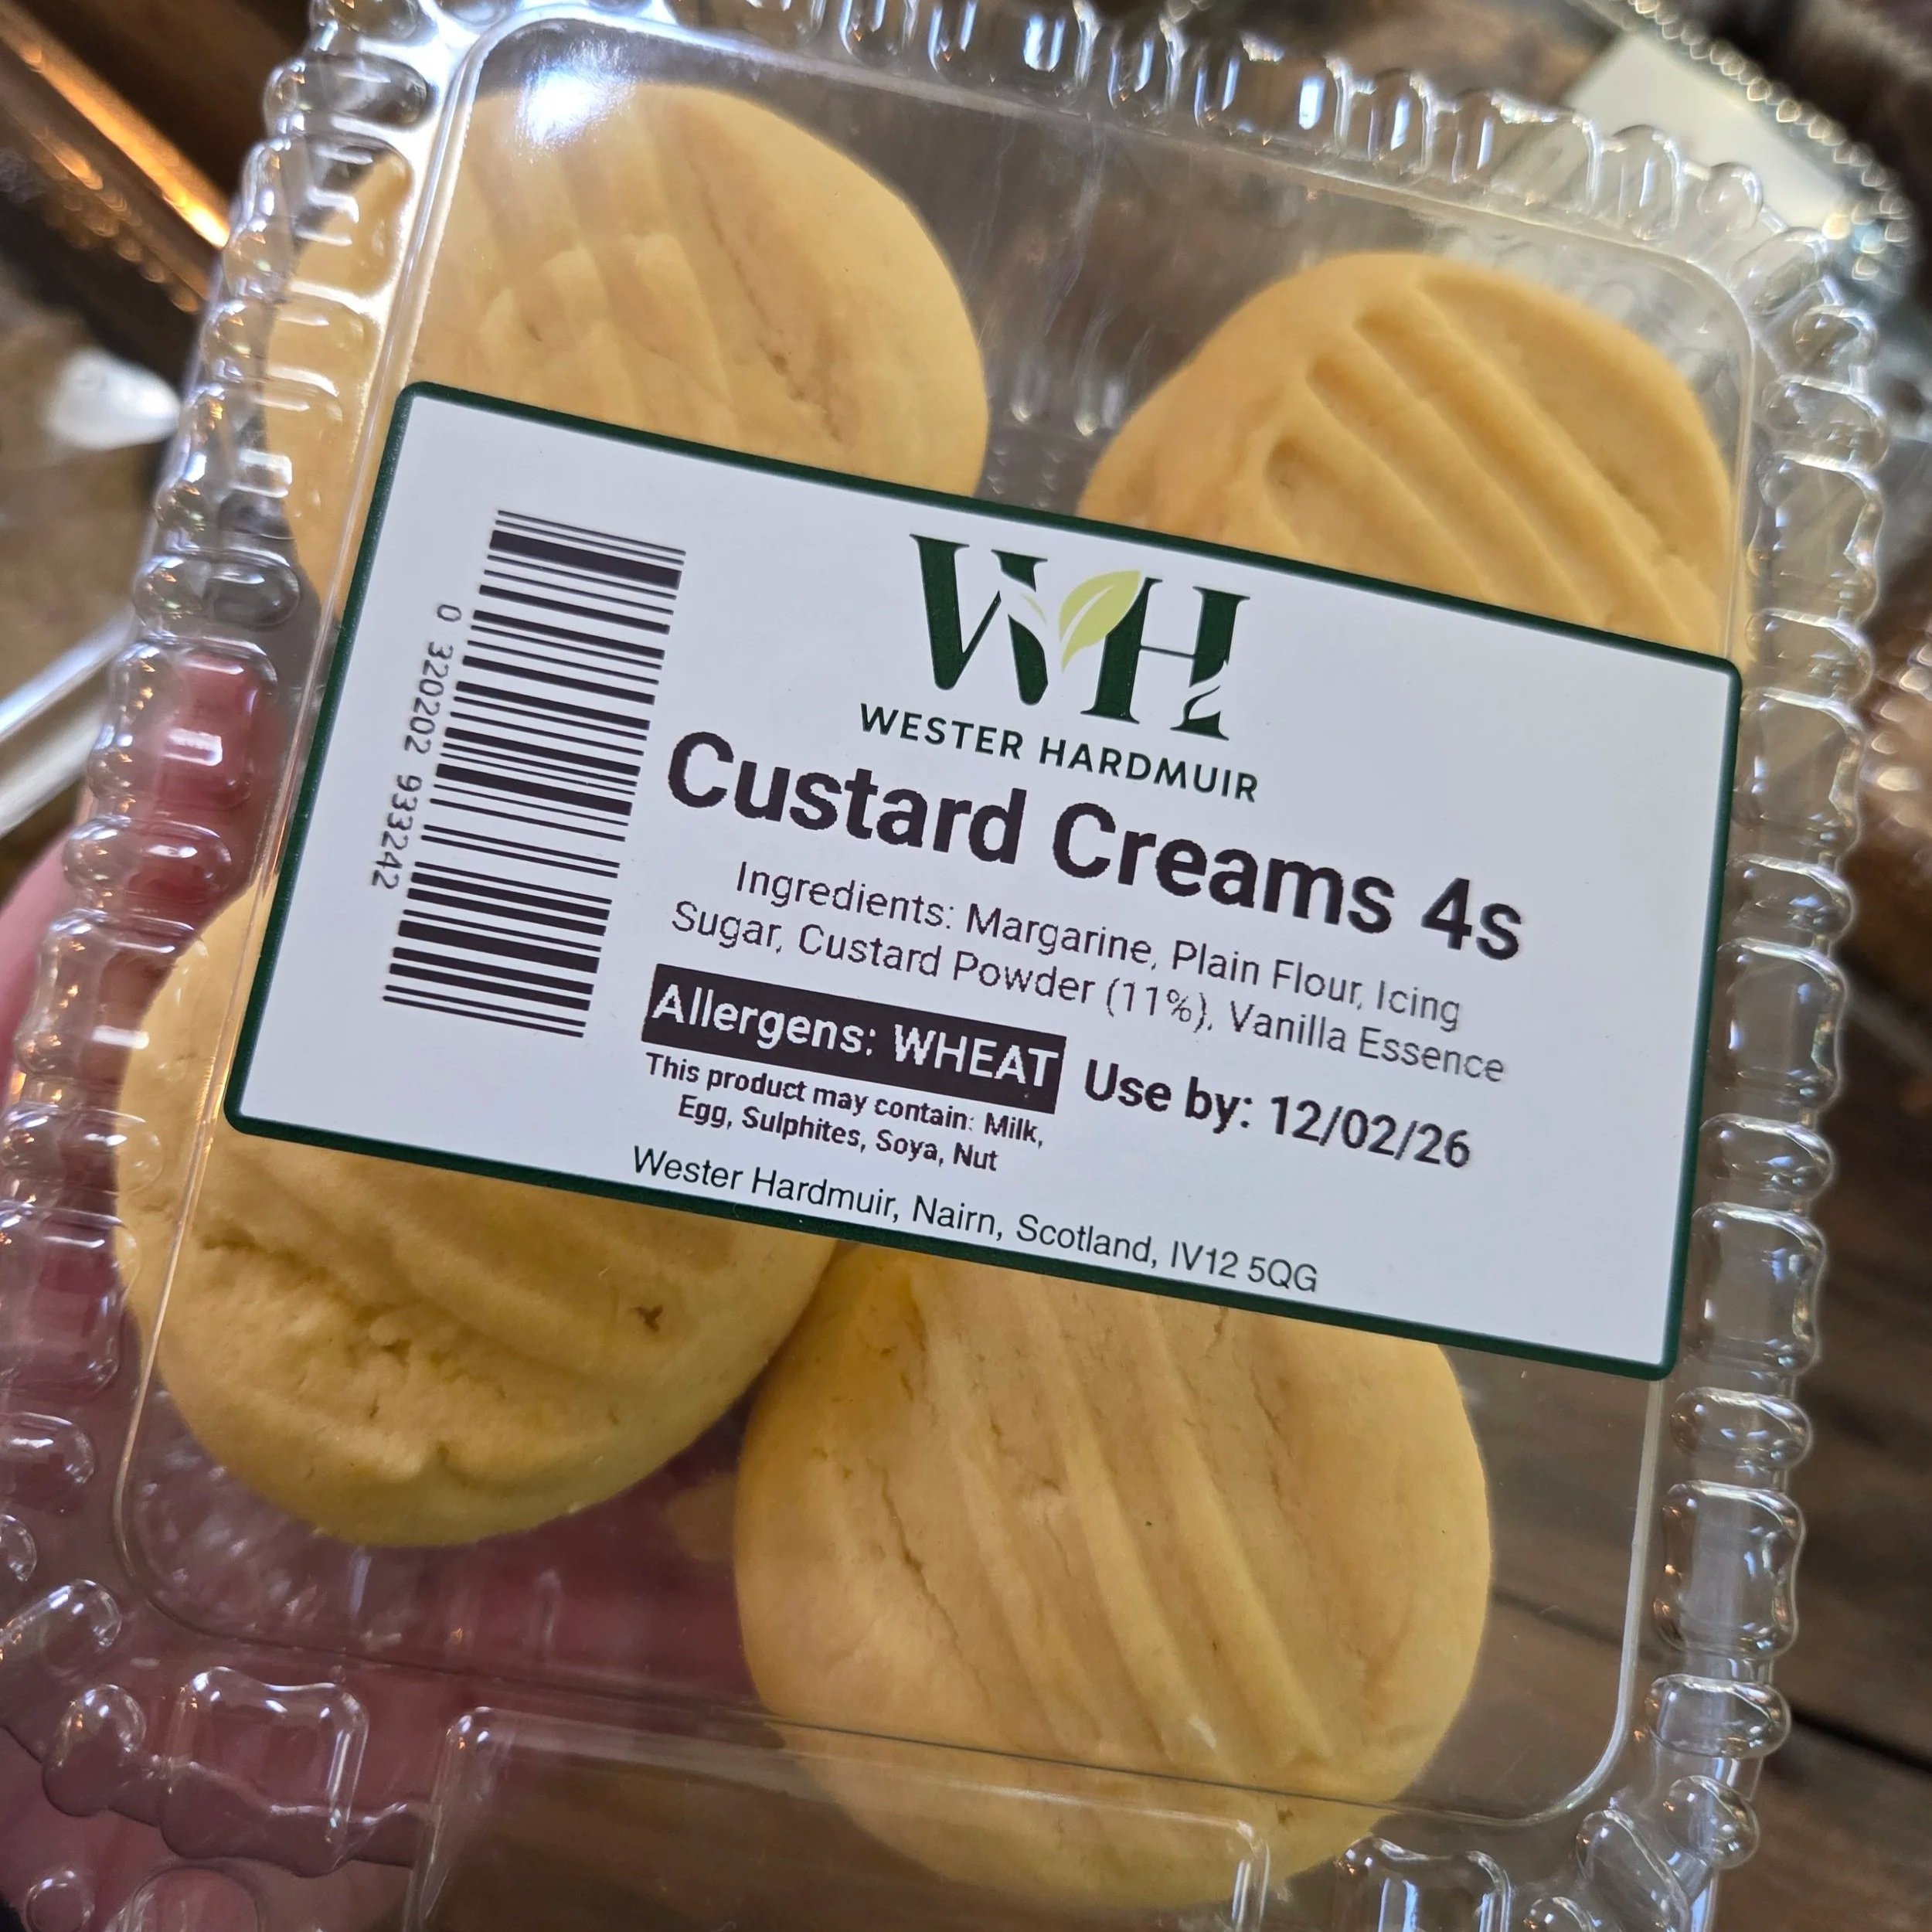 WH
WESTER HARDMUIR
Custard Creams 4s
Ingredients: Margarine, Plain Flour, Icing
Sugar, Custard Powder (11%), Vanilla Essence
Allergens: WHEAT
This product may contain: Milk,
Egg, Sulphites, Soya, Nut
Use by: 12/02/26
Wester Hardmuir, Nairn, Scotland, IV12 5QG
0 320202 933242